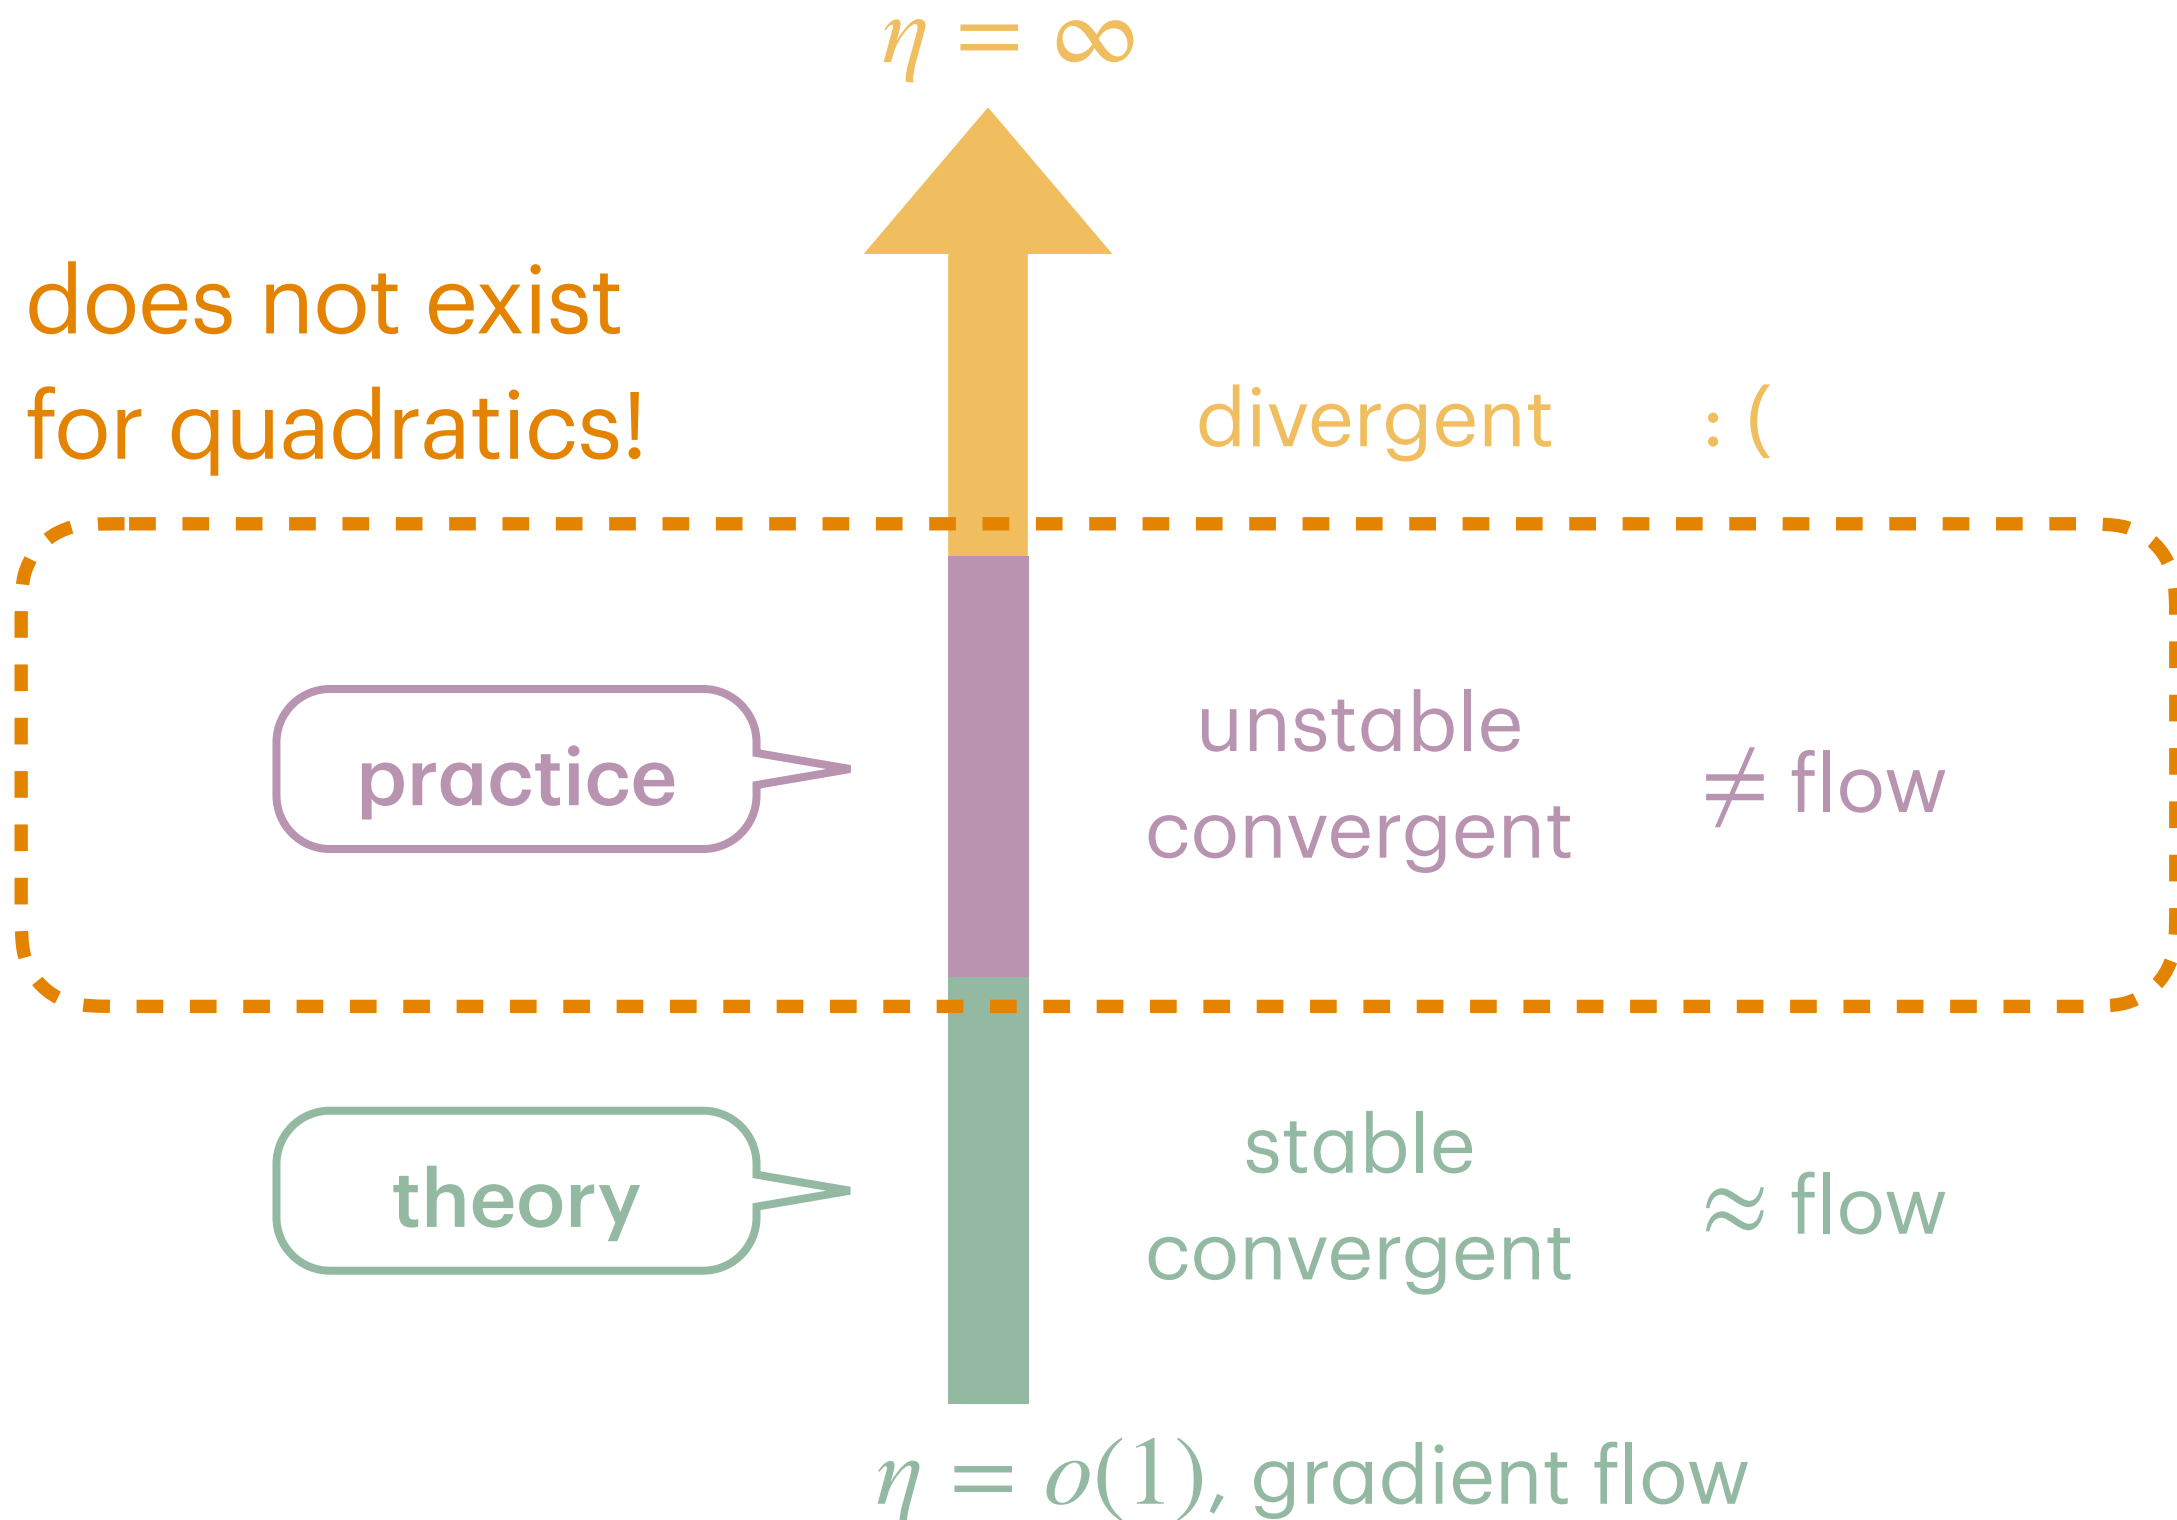 η = ∞
does not exist
for quadratics!
divergent : (
practice
unstable
convergent
≠ flow
theory
stable
convergent
≈ flow
η = o(1), gradient flow